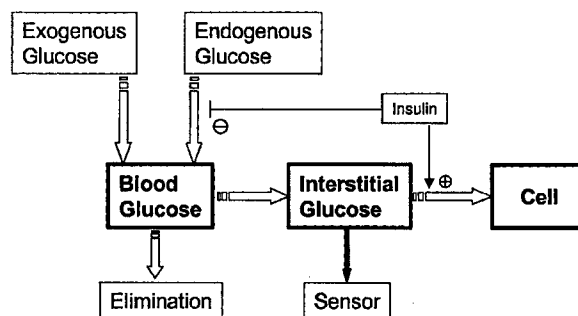 Exogenous
Glucose
Endogenous
Glucose
Insulin
⊖
Blood
Glucose
Interstitial
Glucose
⊕
Cell
Elimination
Sensor